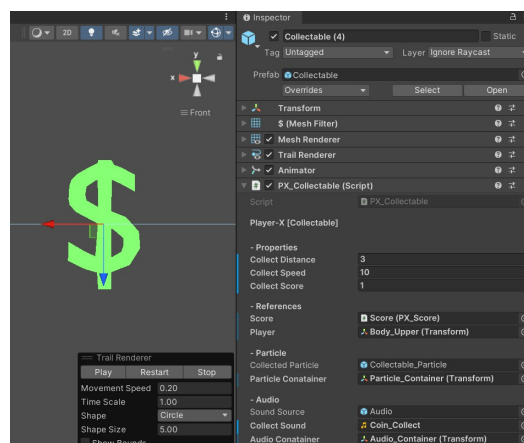 Inspector
2D
Collectable (4)
Static
Tag Untagged
Layer Ignore Raycast
Prefab Collectable
Overrides
Select
Open
Transform
$ (Mesh Filter)
Mesh Renderer
Trail Renderer
Animator
PX_Collectable (Script)
Script PX_Collectable
Player-X [Collectable]
- Properties
Collect Distance 3
Collect Speed 10
Collect Score 1
- References
Score Score (PX_Score)
Player Body_Upper (Transform)
- Particle
Collected Particle Collectable_Particle
Particle Conatainer Particle_Container (Transform)
- Audio
Sound Source Audio
Collect Sound Coin_Collect
Audio Conatainer Audio_Container (Transform)
y
x
Front
$
Trail Renderer
Play Restart Stop
Movement Speed 0.20
Time Scale 1.00
Shape Circle
Shape Size 5.00
Show Bounds